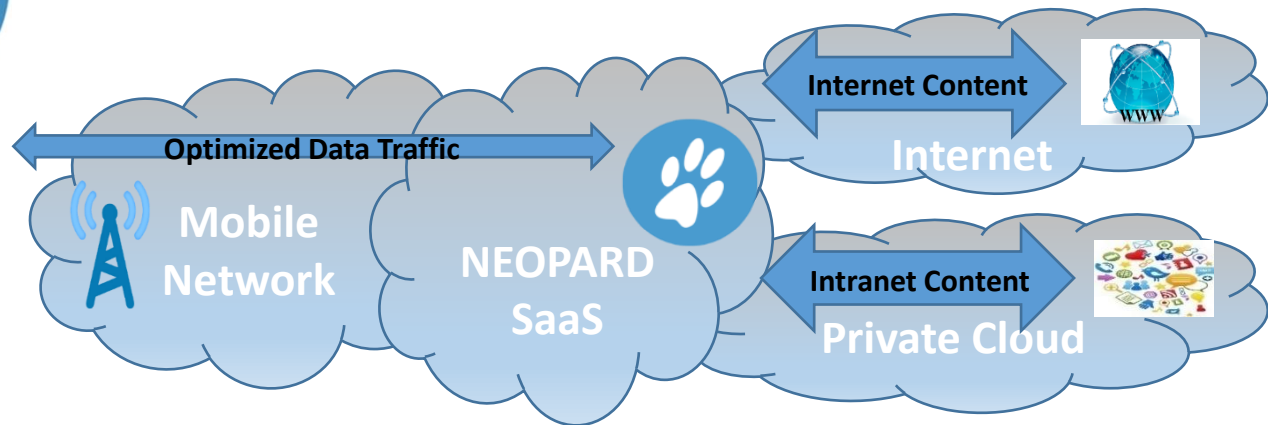 Optimized Data Traffic
Mobile
Network
NEOPARD
SaaS
Internet Content
WWW
Internet
Intranet Content
Private Cloud